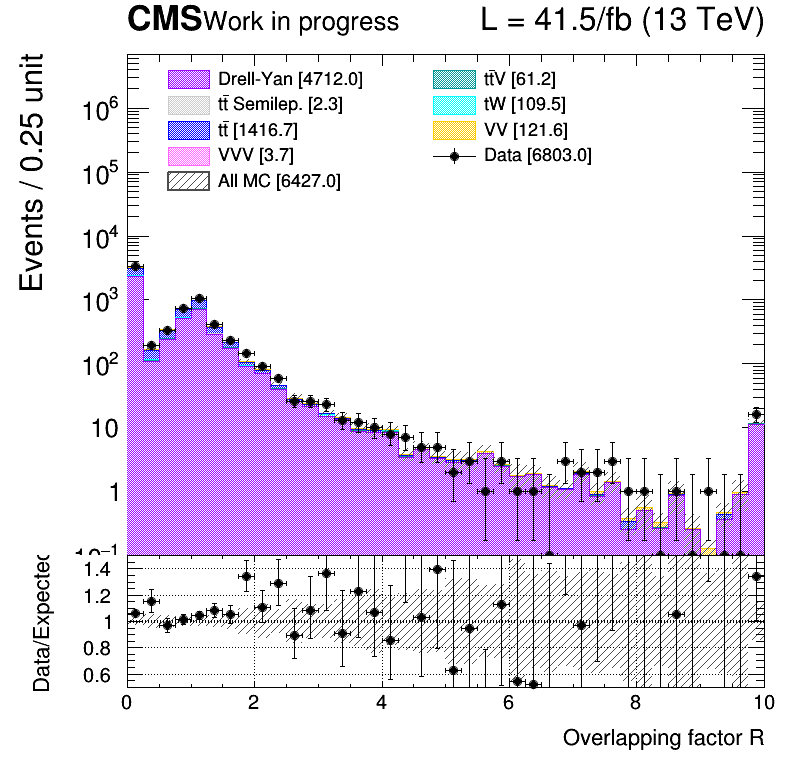 CMS Work in progress L = 41.5/fb (13 TeV)
Events / 0.25 unit
Drell-Yan [4712.0]
tt̄ Semilep. [2.3]
tt̄ [1416.7]
VVV [3.7]
All MC [6427.0]
tt̄V [61.2]
tW [109.5]
VV [121.6]
Data [6803.0]
10⁶
10⁵
10⁴
10³
10²
10
1
10⁻¹
Data/Expected
1.4
1.2
1
0.8
0.6
0 2 4 6 8 10
Overlapping factor R